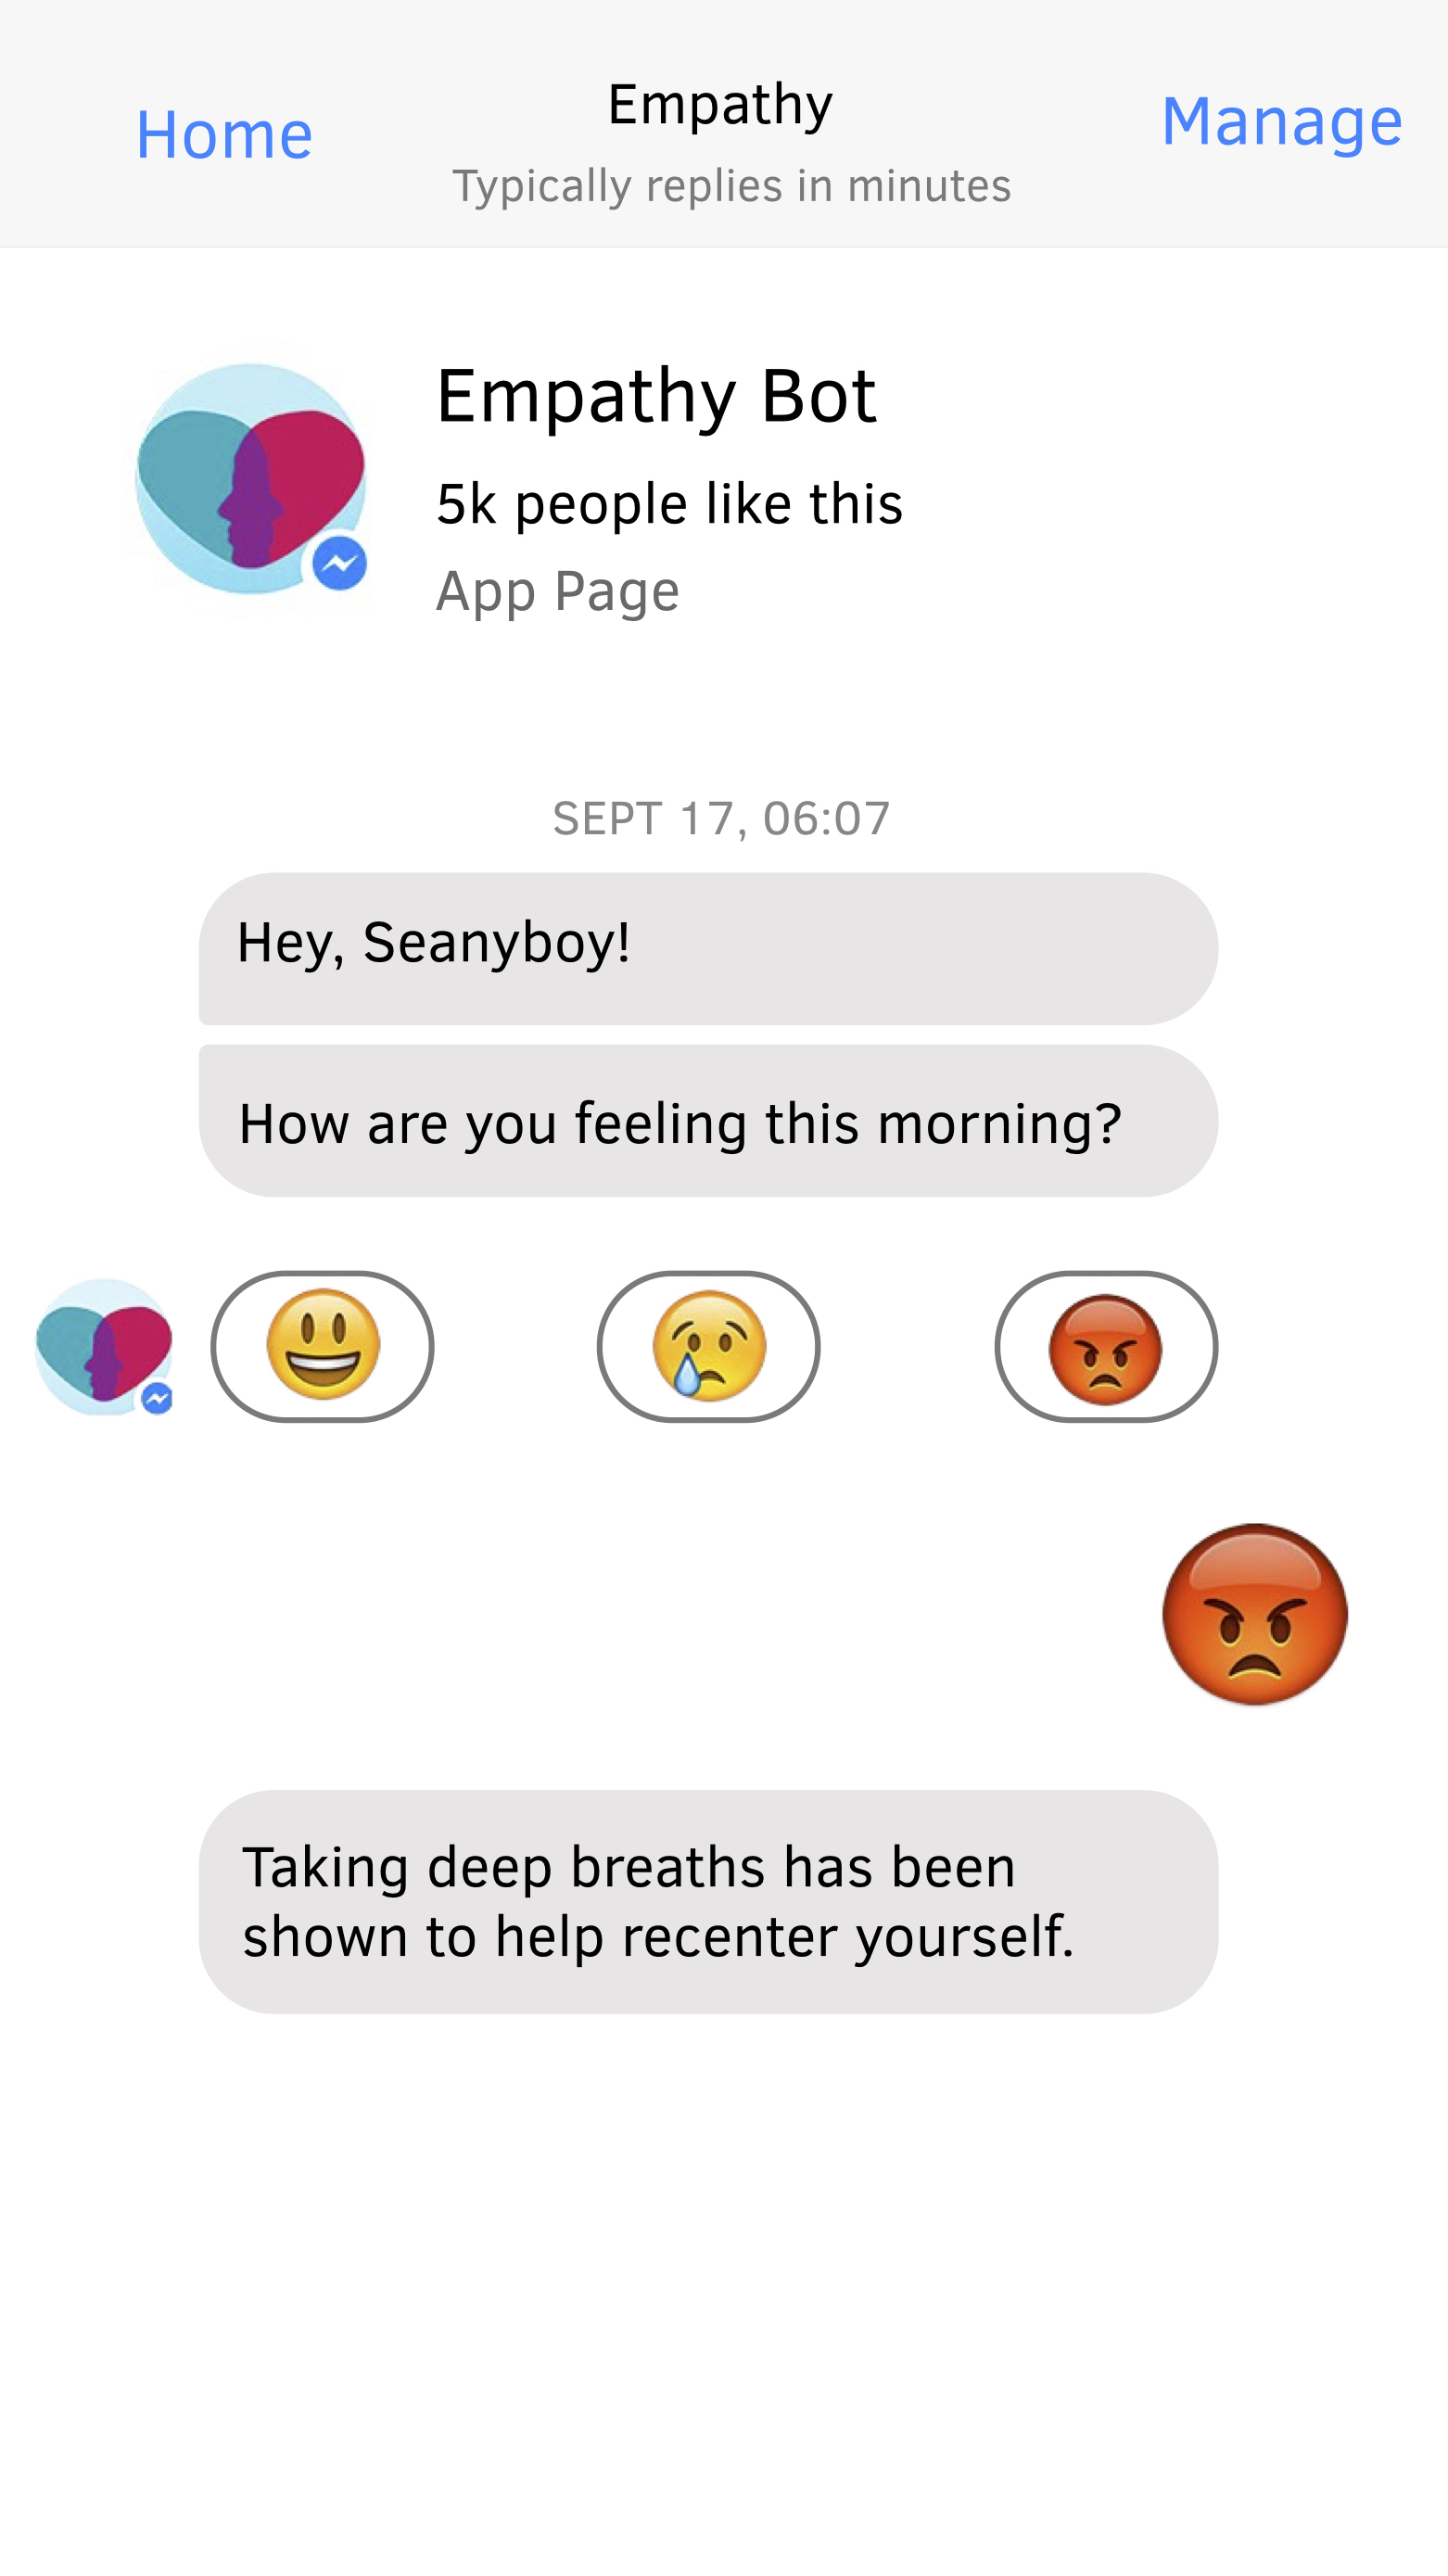 Home
Empathy
Manage
Typically replies in minutes
Empathy Bot
5k people like this
App Page
SEPT 17, 06:07
Hey, Seanyboy!
How are you feeling this morning?
Taking deep breaths has been
shown to help recenter yourself.